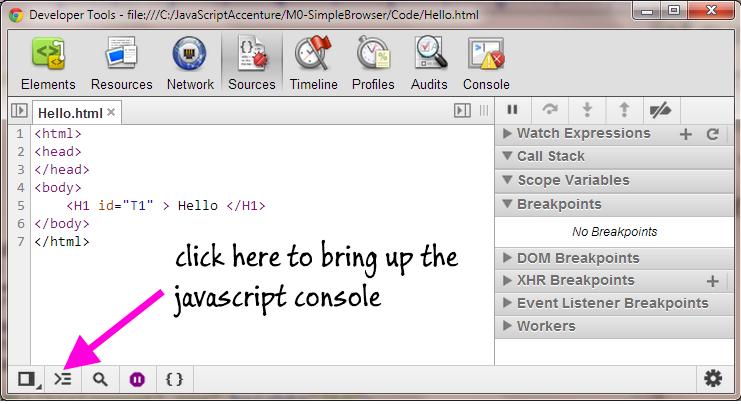 Developer Tools - file:///C:/JavaScriptAccenture/M0-SimpleBrowser/Code/Hello.html
Elements Resources Network Sources Timeline Profiles Audits Console
Hello.html
1 <html>
2 <head>
3 </head>
4 <body>
5 <H1 id="T1" > Hello </H1>
6 </body>
7 </html>
click here to bring up the
javascript console
Watch Expressions
Call Stack
Scope Variables
Breakpoints
No Breakpoints
DOM Breakpoints
XHR Breakpoints
Event Listener Breakpoints
Workers